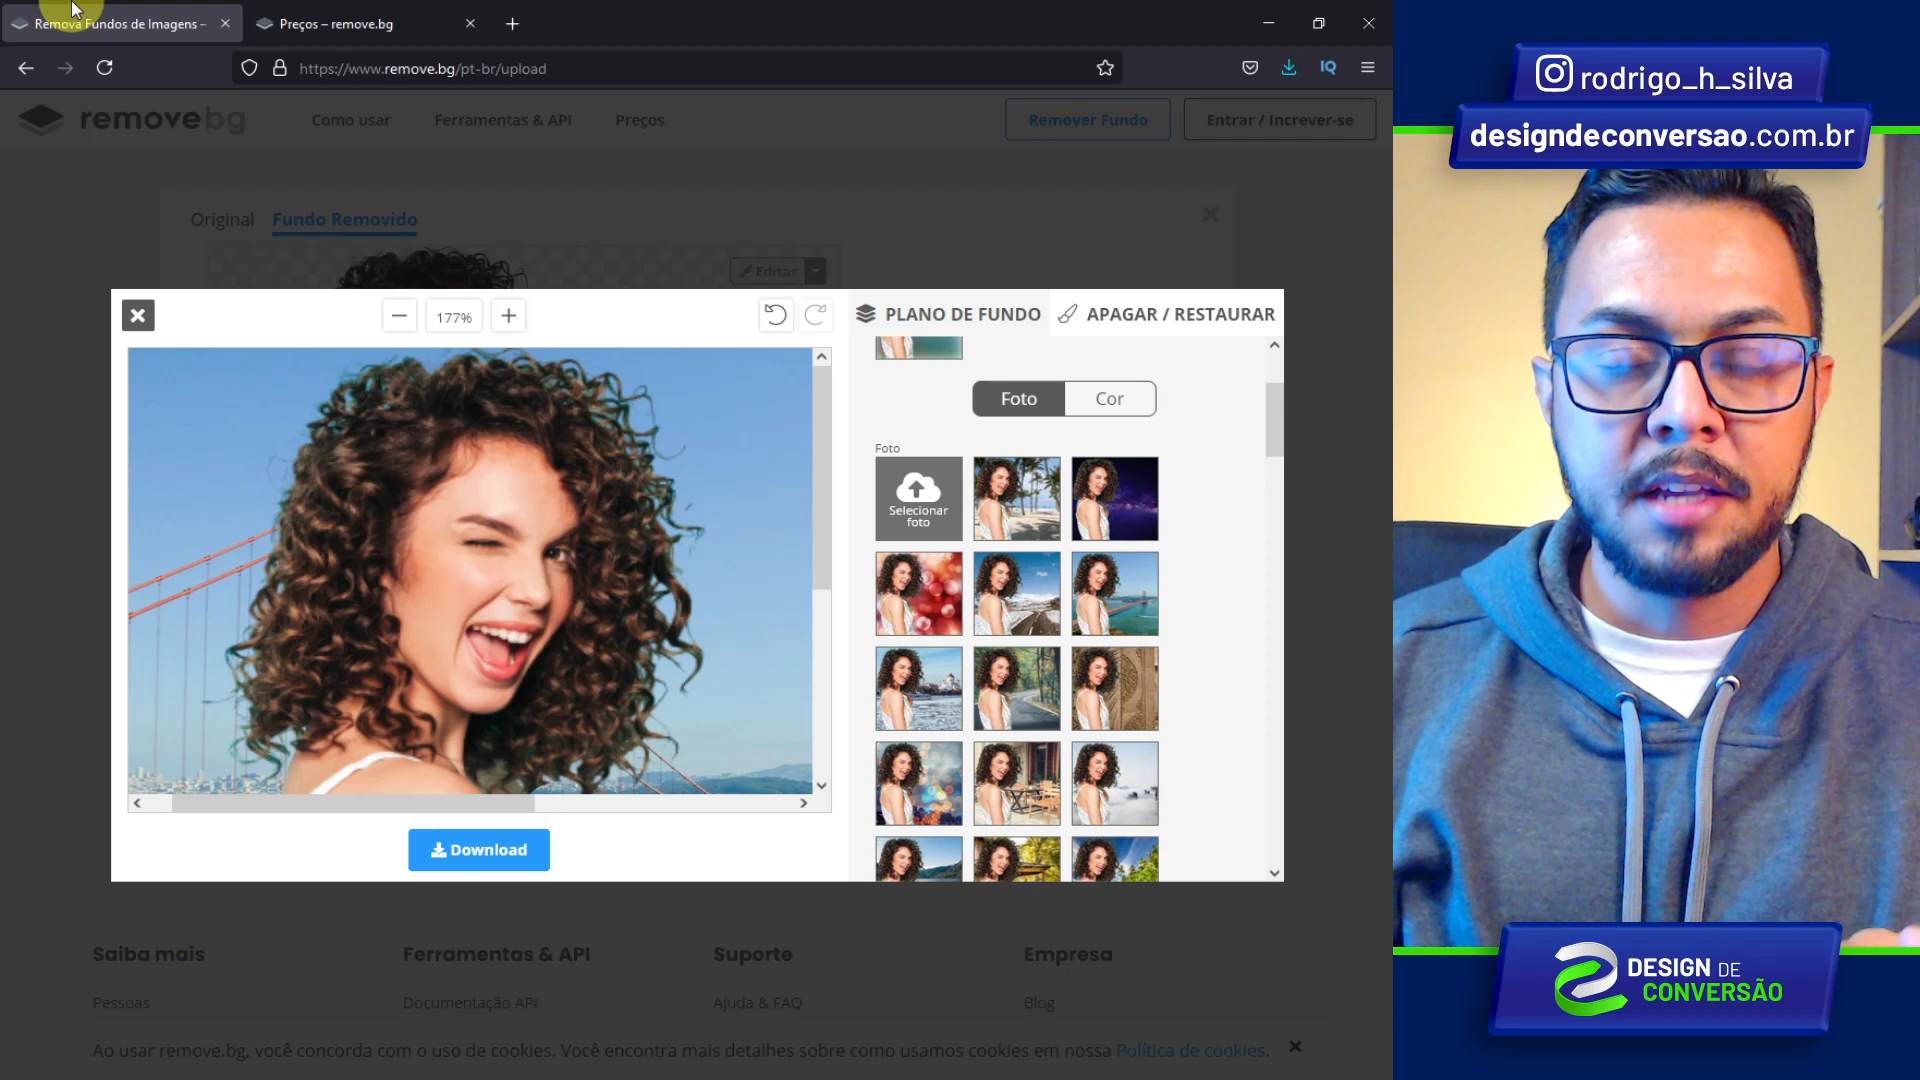 Remova Fundos de Imagens –
Preços – remove.bg
https://www.remove.bg/pt-br/upload
IQ
removebg
Como usar
Ferramentas & API
Preços
Remover Fundo
Entrar / Increver-se
Original
Fundo Removido
Editar
177%
PLANO DE FUNDO
APAGAR / RESTAURAR
Foto
Cor
Foto
Selecionar
foto
Download
Saiba mais
Ferramentas & API
Suporte
Empresa
Pessoas
Documentação API
Ajuda & FAQ
Blog
Ao usar remove.bg, você concorda com o uso de cookies. Você encontra mais detalhes sobre como usamos cookies em nossa Política de cookies.
rodrigo_h_silva
designdeconversao.com.br
DESIGN DE
CONVERSÃO